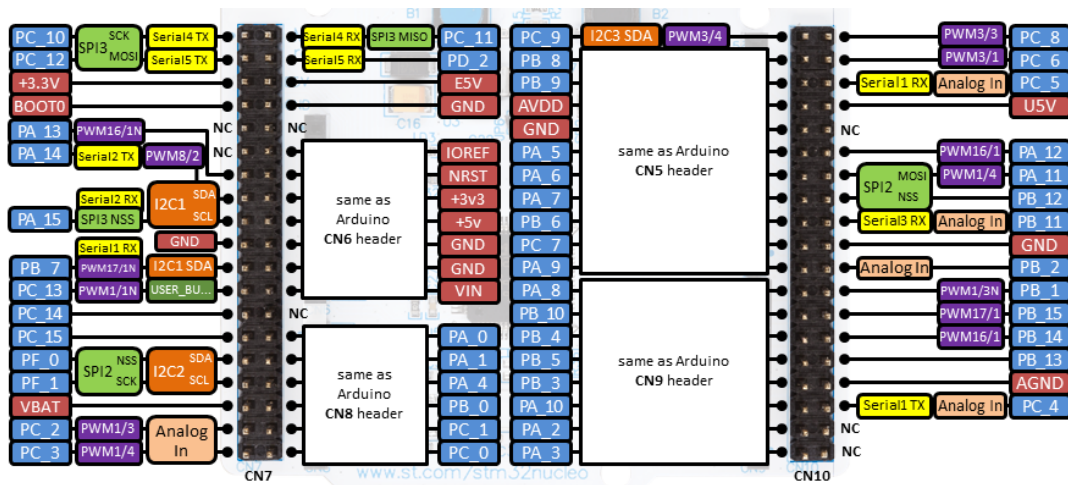 PC_10 SPI3 SCK Serial4 TX Serial4 RX SPI3 MISO PC_11 PC_9 I2C3 SDA PWM3/4 PWM3/3 PC_8
PC_12 MOSI Serial5 TX Serial5 RX PD_2 PB_8 PWM3/1 PC_6
+3.3V E5V PB_9 Serial1 RX Analog In PC_5
BOOT0 GND AVDD U5V
NC NC GND NC
PA_13 PWM16/1N
PA_14 Serial2 TX PWM8/2 NC IOREF PA_5 PWM16/1 PA_12
NRST PA_6 SPI2 MOSI PWM1/4 PA_11
Serial2 RX I2C1 SDA +3v3 PA_7 NSS PB_12
PA_15 SPI3 NSS SCL +5v PB_6 Serial3 RX Analog In PB_11
GND GND PC_7 GND
Serial1 RX
PB_7 PWM17/1N I2C1 SDA GND PA_9 Analog In PB_2
PC_13 PWM1/1N USER_BU... VIN PA_8 PWM1/3N PB_1
PC_14 NC PB_10 PWM17/1 PB_15
PC_15 PA_0 PB_4 PWM16/1 PB_14
PF_0 SPI2 NSS I2C2 SDA PA_1 PB_5 PB_13
PF_1 SCK SCL PA_4 PB_3 AGND
VBAT PB_0 PA_10 Serial1 TX Analog In PC_4
PC_2 PWM1/3 Analog In PC_1 PA_2 NC
PC_3 PWM1/4 PC_0 PA_3 NC
same as
Arduino
CN6 header
same as
Arduino
CN8 header
same as Arduino
CN5 header
same as Arduino
CN9 header
B1
B2
C16
CN7
CN10
www.st.com/stm32nucleo
CN7
CN10